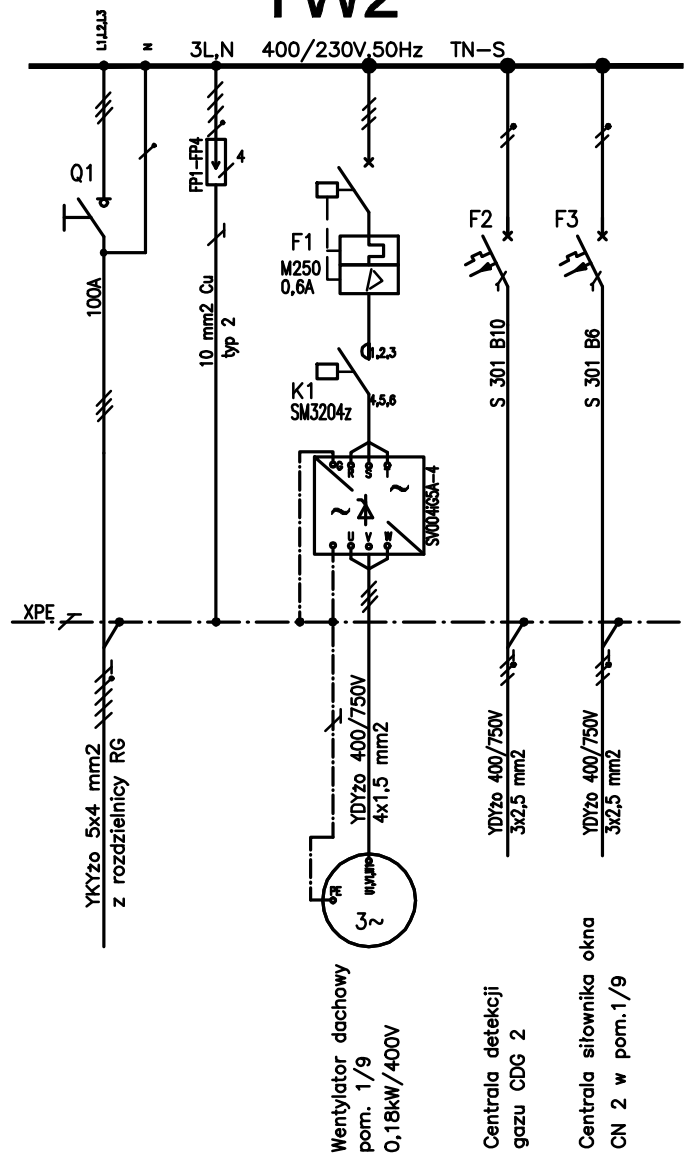 TW2
L1,L2,L3
N
3L,N 400/230V,50Hz TN-S
Q1
100A
FP1-FP4
4
10 mm2 Cu
typ 2
F1
M250
0,6A
1,2,3
K1
SM3204z
4,5,6
G
R
S
T
SV004iG5A-4
U
V
W
F2
S 301 B10
F3
S 301 B6
XPE
YKYżo 5x4 mm2
z rozdzielnicy RG
YDYżo 400/750V
4x1,5 mm2
YDYżo 400/750V
3x2,5 mm2
YDYżo 400/750V
3x2,5 mm2
PE
U1,V1,W1
3~
Wentylator dachowy
pom. 1/9
0,18kW/400V
Centrala detekcji
gazu CDG 2
Centrala siłownika okna
CN 2 w pom.1/9